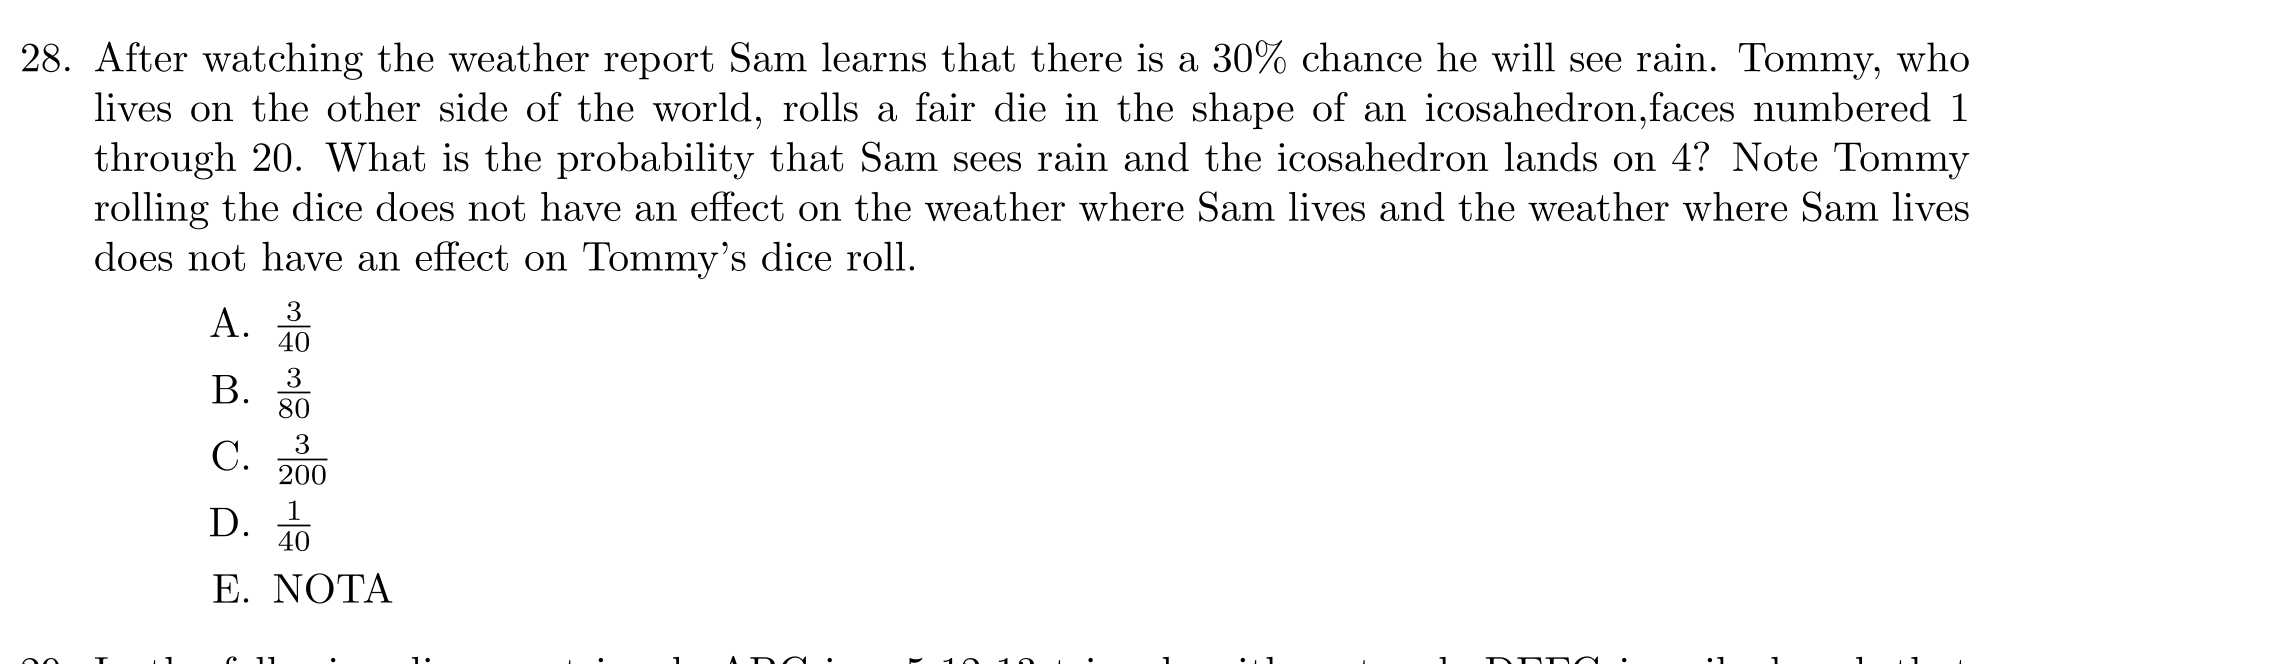 28. After watching the weather report Sam learns that there is a 30% chance he will see rain. Tommy, who
lives on the other side of the world, rolls a fair die in the shape of an icosahedron,faces numbered 1
through 20. What is the probability that Sam sees rain and the icosahedron lands on 4? Note Tommy
rolling the dice does not have an effect on the weather where Sam lives and the weather where Sam lives
does not have an effect on Tommy's dice roll.
A. 3/40
B. 3/80
C. 3/200
D. 1/40
E. NOTA